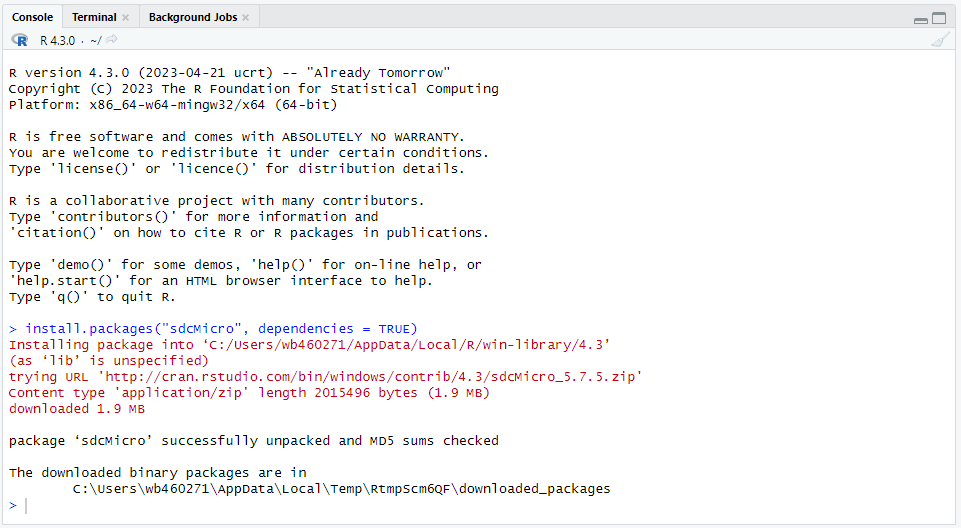 Console Terminal Background Jobs
R 4.3.0 · ~/
R version 4.3.0 (2023-04-21 ucrt) -- "Already Tomorrow"
Copyright (C) 2023 The R Foundation for Statistical Computing
Platform: x86_64-w64-mingw32/x64 (64-bit)
R is free software and comes with ABSOLUTELY NO WARRANTY.
You are welcome to redistribute it under certain conditions.
Type 'license()' or 'licence()' for distribution details.
R is a collaborative project with many contributors.
Type 'contributors()' for more information and
'citation()' on how to cite R or R packages in publications.
Type 'demo()' for some demos, 'help()' for on-line help, or
'help.start()' for an HTML browser interface to help.
Type 'q()' to quit R.
> install.packages("sdcMicro", dependencies = TRUE)
Installing package into ‘C:/Users/wb460271/AppData/Local/R/win-library/4.3’
(as ‘lib’ is unspecified)
trying URL 'http://cran.rstudio.com/bin/windows/contrib/4.3/sdcMicro_5.7.5.zip'
Content type 'application/zip' length 2015496 bytes (1.9 MB)
downloaded 1.9 MB
package ‘sdcMicro’ successfully unpacked and MD5 sums checked
The downloaded binary packages are in
C:\Users\wb460271\AppData\Local\Temp\RtmpScm6QF\downloaded_packages
>